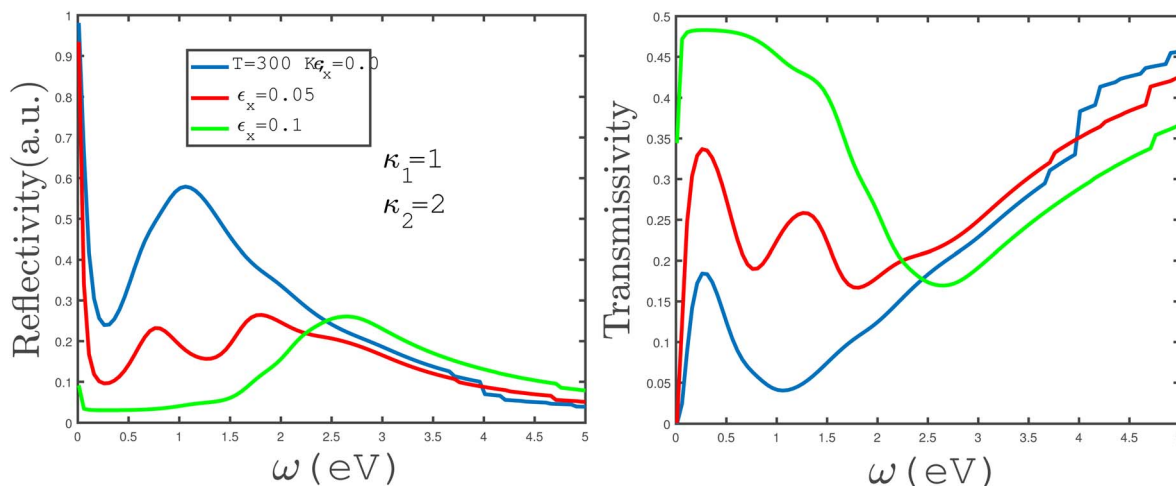 Reflectivity(a.u.)
1
0.9
0.8
0.7
0.6
0.5
0.4
0.3
0.2
0.1
0
0 0.5 1 1.5 2 2.5 3 3.5 4 4.5 5
ω(eV)
T=300 K ϵx=0.0
ϵ_x=0.05
ϵ_x=0.1
κ₁=1
κ₂=2
Transmissivity
0.5
0.45
0.4
0.35
0.3
0.25
0.2
0.15
0.1
0.05
0
0 0.5 1 1.5 2 2.5 3 3.5 4 4.5
ω(eV)